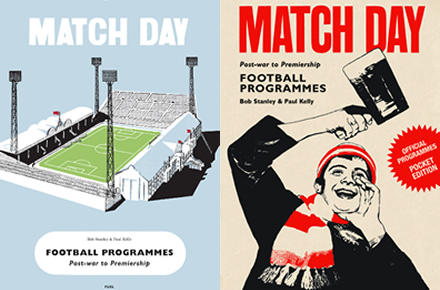 MATCH DAY
Bob Stanley & Paul Kelly
FOOTBALL PROGRAMMES
Post-war to Premiership
FUEL
MATCH DAY
Post-war to Premiership
FOOTBALL
PROGRAMMES
Bob Stanley & Paul Kelly
OFFICIAL
PROGRAMMES
POCKET
EDITION